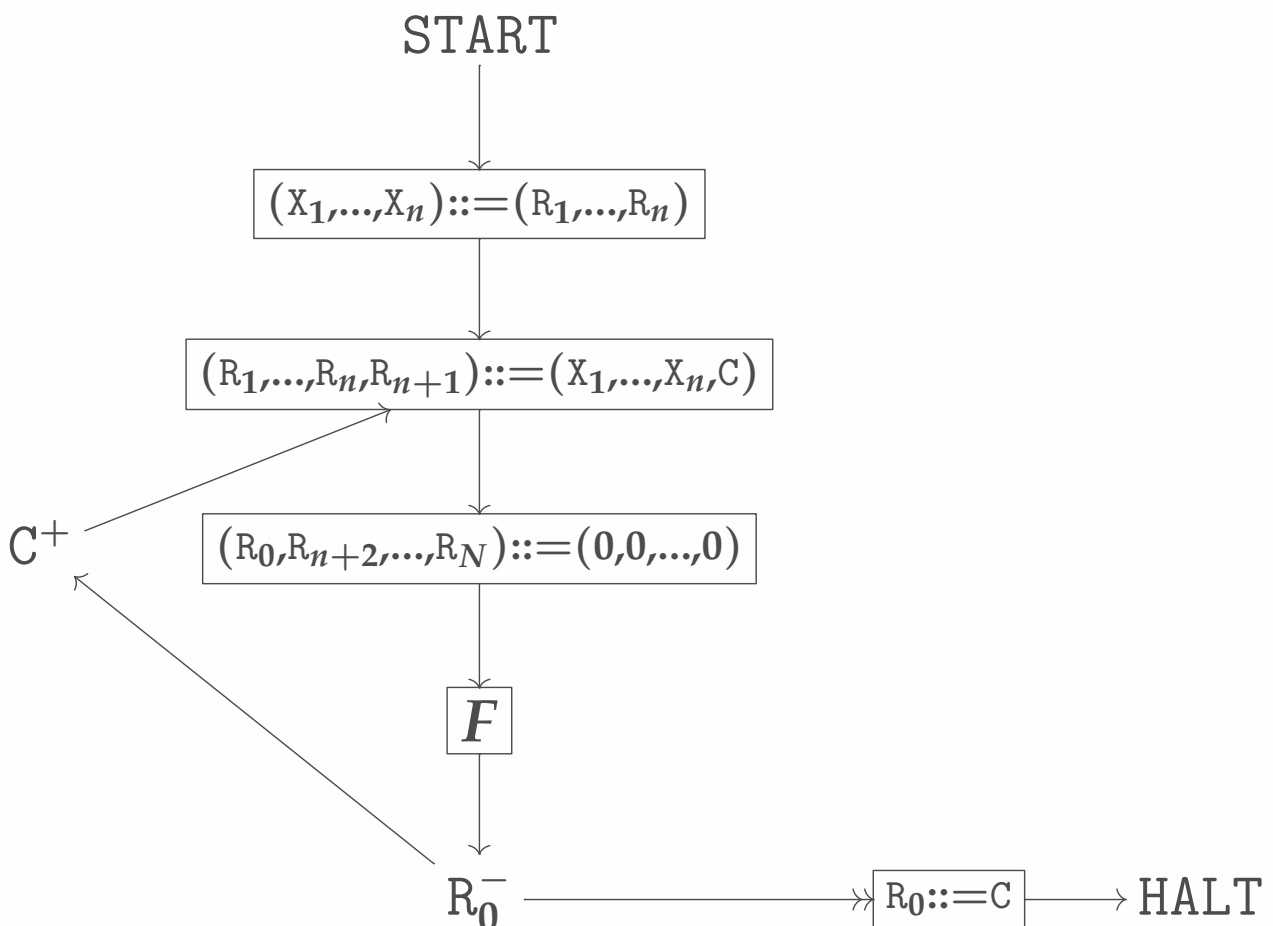 START
(X₁,...,Xₙ)::=(R₁,...,Rₙ)
(R₁,...,Rₙ,Rₙ₊₁)::=(X₁,...,Xₙ,C)
C⁺
(R₀,Rₙ₊₂,...,R_N)::=(0,0,...,0)
F
R₀⁻
R₀::=C
HALT